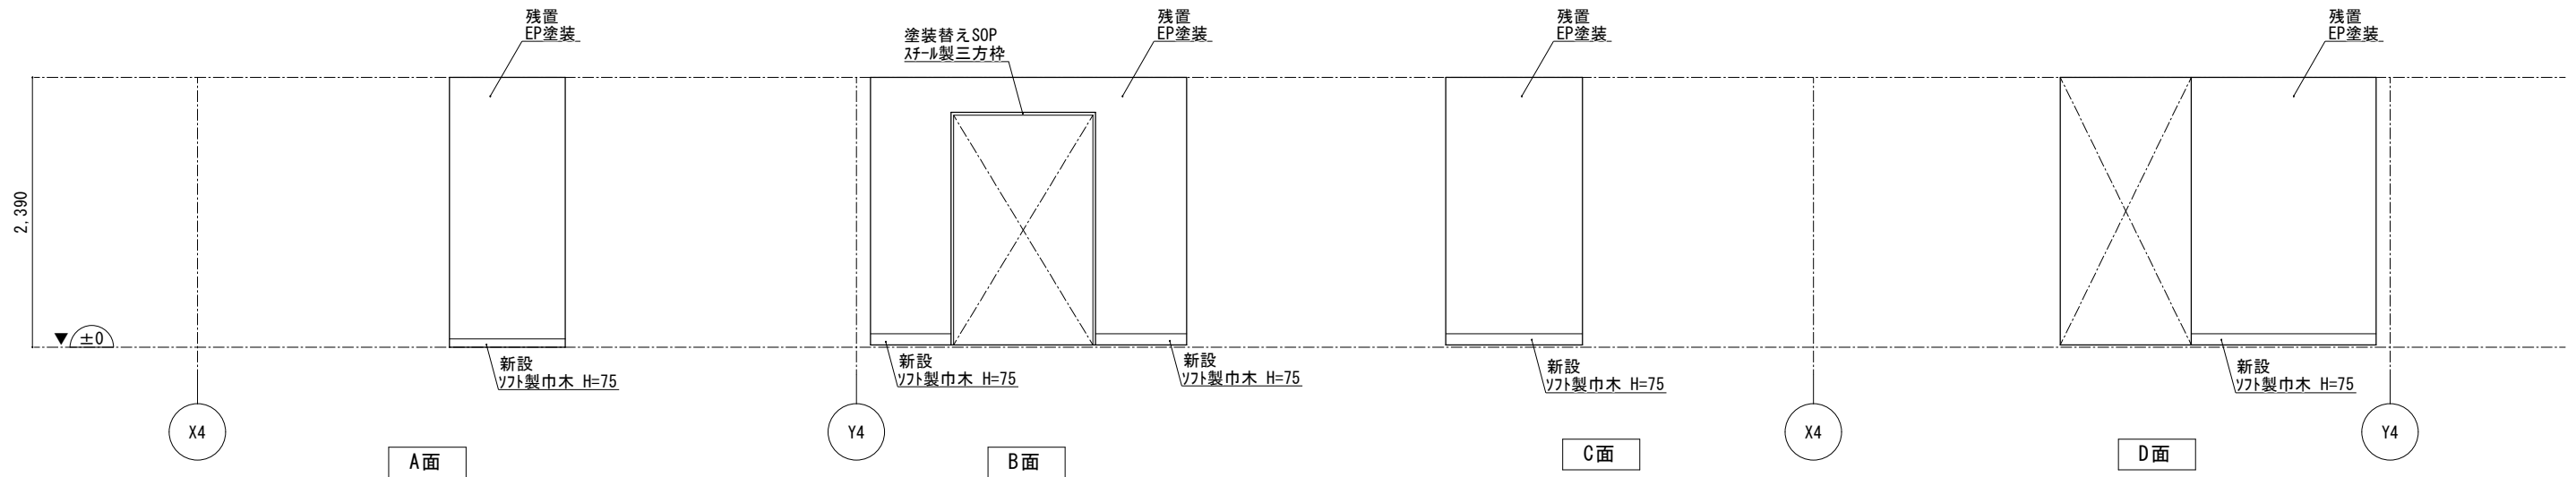 残置
EP塗装
塗装替えSOP
ｽﾁｰﾙ製三方枠
残置
EP塗装
残置
EP塗装
残置
EP塗装
2,390
▼ ±0
新設
ｿﾌﾄ製巾木 H=75
新設
ｿﾌﾄ製巾木 H=75
新設
ｿﾌﾄ製巾木 H=75
新設
ｿﾌﾄ製巾木 H=75
新設
ｿﾌﾄ製巾木 H=75
X4
Y4
X4
Y4
A面
B面
C面
D面